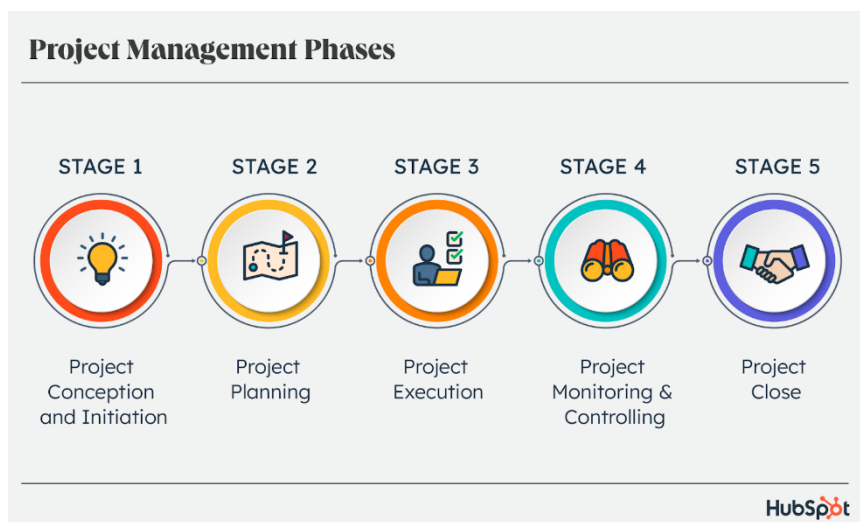 Project Management Phases
STAGE 1
STAGE 2
STAGE 3
STAGE 4
STAGE 5
Project
Conception
and Initiation
Project
Planning
Project
Execution
Project
Monitoring &
Controlling
Project
Close
HubSpot